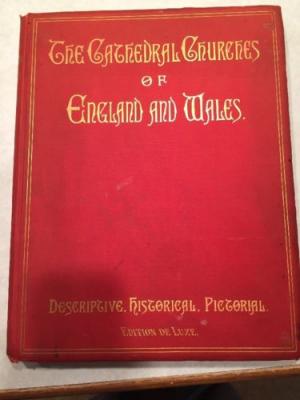 The Cathedral Churches
OF
England and Wales.
Descriptive, Historical, Pictorial.
Edition de Luxe.